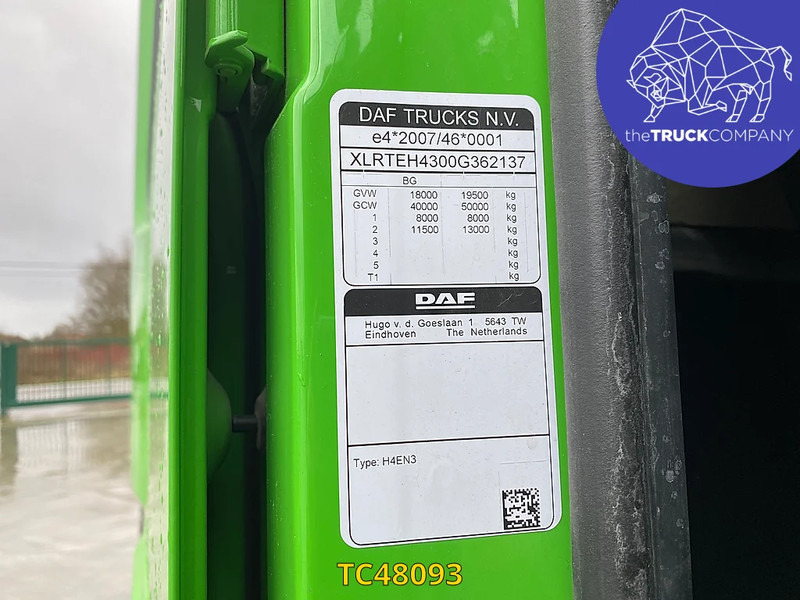 theTRUCKCOMPANY
DAF TRUCKS N.V.
e4*2007/46*0001
XLRTEH4300G362137
BG
GVW 18000 19500 kg
GCW 40000 50000 kg
1 8000 8000 kg
2 11500 13000 kg
3 kg
4 kg
5 kg
T1 kg
DAF
Hugo v. d. Goeslaan 1 5643 TW
Eindhoven The Netherlands
Type: H4EN3
TC48093